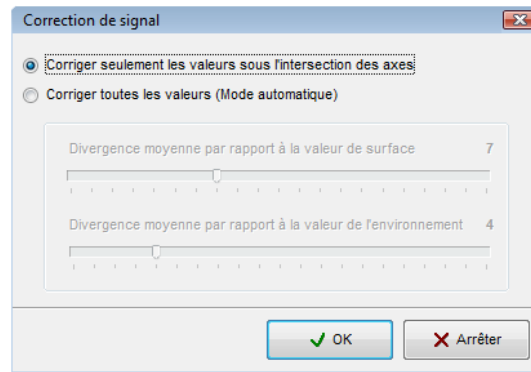 Correction de signal
Corriger seulement les valeurs sous l'intersection des axes
Corriger toutes les valeurs (Mode automatique)
Divergence moyenne par rapport à la valeur de surface 7
Divergence moyenne par rapport à la valeur de l'environnement 4
OK Arrêter